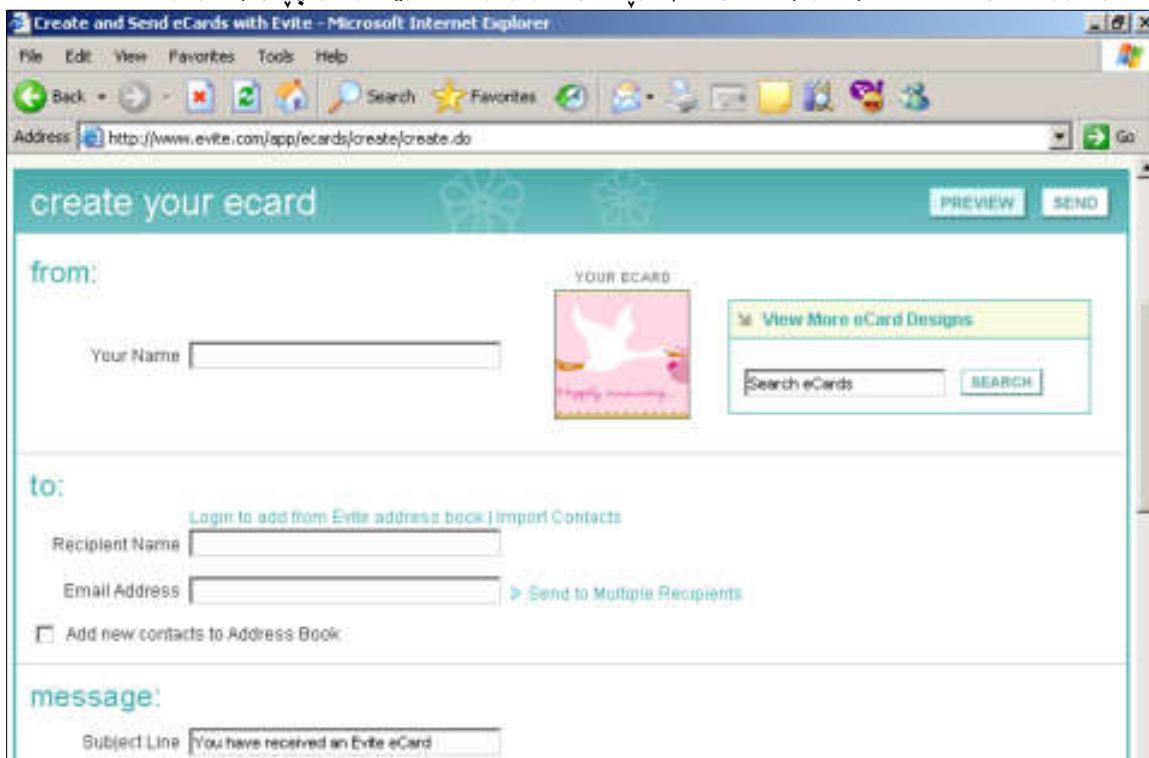 Create and Send eCards with Evite - Microsoft Internet Explorer
File Edit View Favorites Tools Help
Back Search Favorites
Address http://www.evite.com/app/ecards/create/create.do Go
create your ecard PREVIEW SEND
from:
YOUR ECARD
View More eCard Designs
Your Name
Search eCards SEARCH
to:
Login to add from Evite address book | Import Contacts
Recipient Name
Email Address Send to Multiple Recipients
Add new contacts to Address Book
message:
Subject Line You have received an Evite eCard